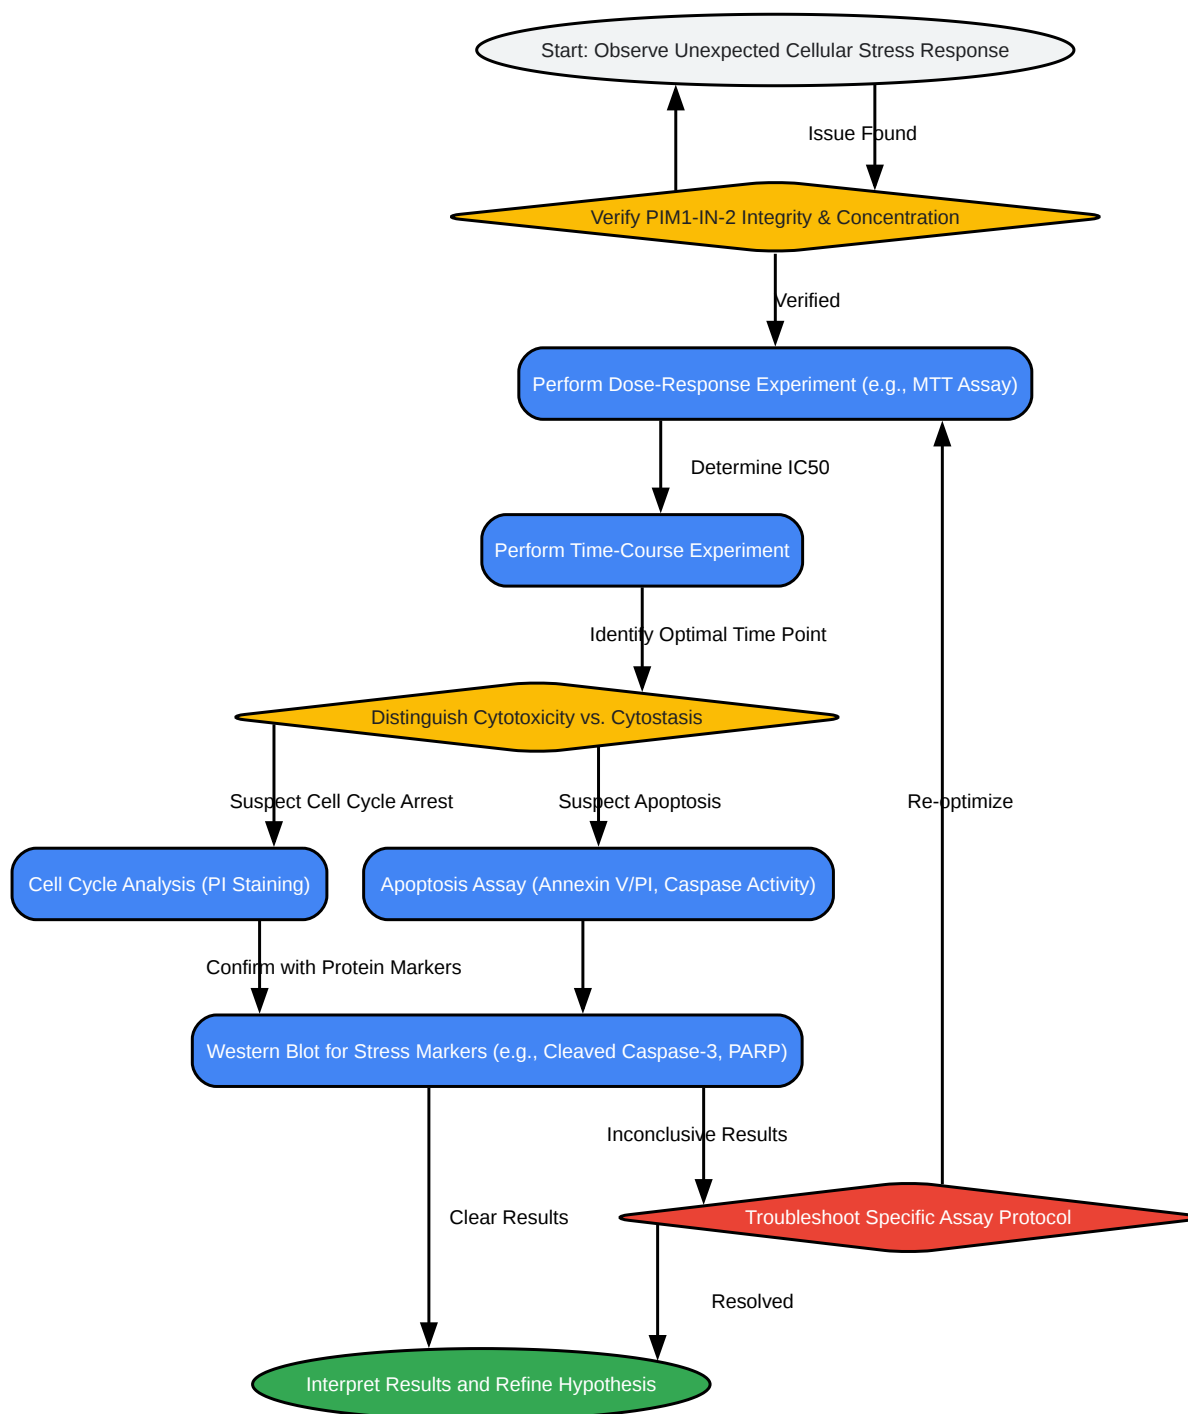 Start: Observe Unexpected Cellular Stress Response
Issue Found
Verify PIM1-IN-2 Integrity & Concentration
Verified
Perform Dose-Response Experiment (e.g., MTT Assay)
Determine IC50
Perform Time-Course Experiment
Identify Optimal Time Point
Distinguish Cytotoxicity vs. Cytostasis
Suspect Cell Cycle Arrest
Suspect Apoptosis
Re-optimize
Cell Cycle Analysis (PI Staining)
Apoptosis Assay (Annexin V/PI, Caspase Activity)
Confirm with Protein Markers
Western Blot for Stress Markers (e.g., Cleaved Caspase-3, PARP)
Inconclusive Results
Clear Results
Troubleshoot Specific Assay Protocol
Resolved
Interpret Results and Refine Hypothesis